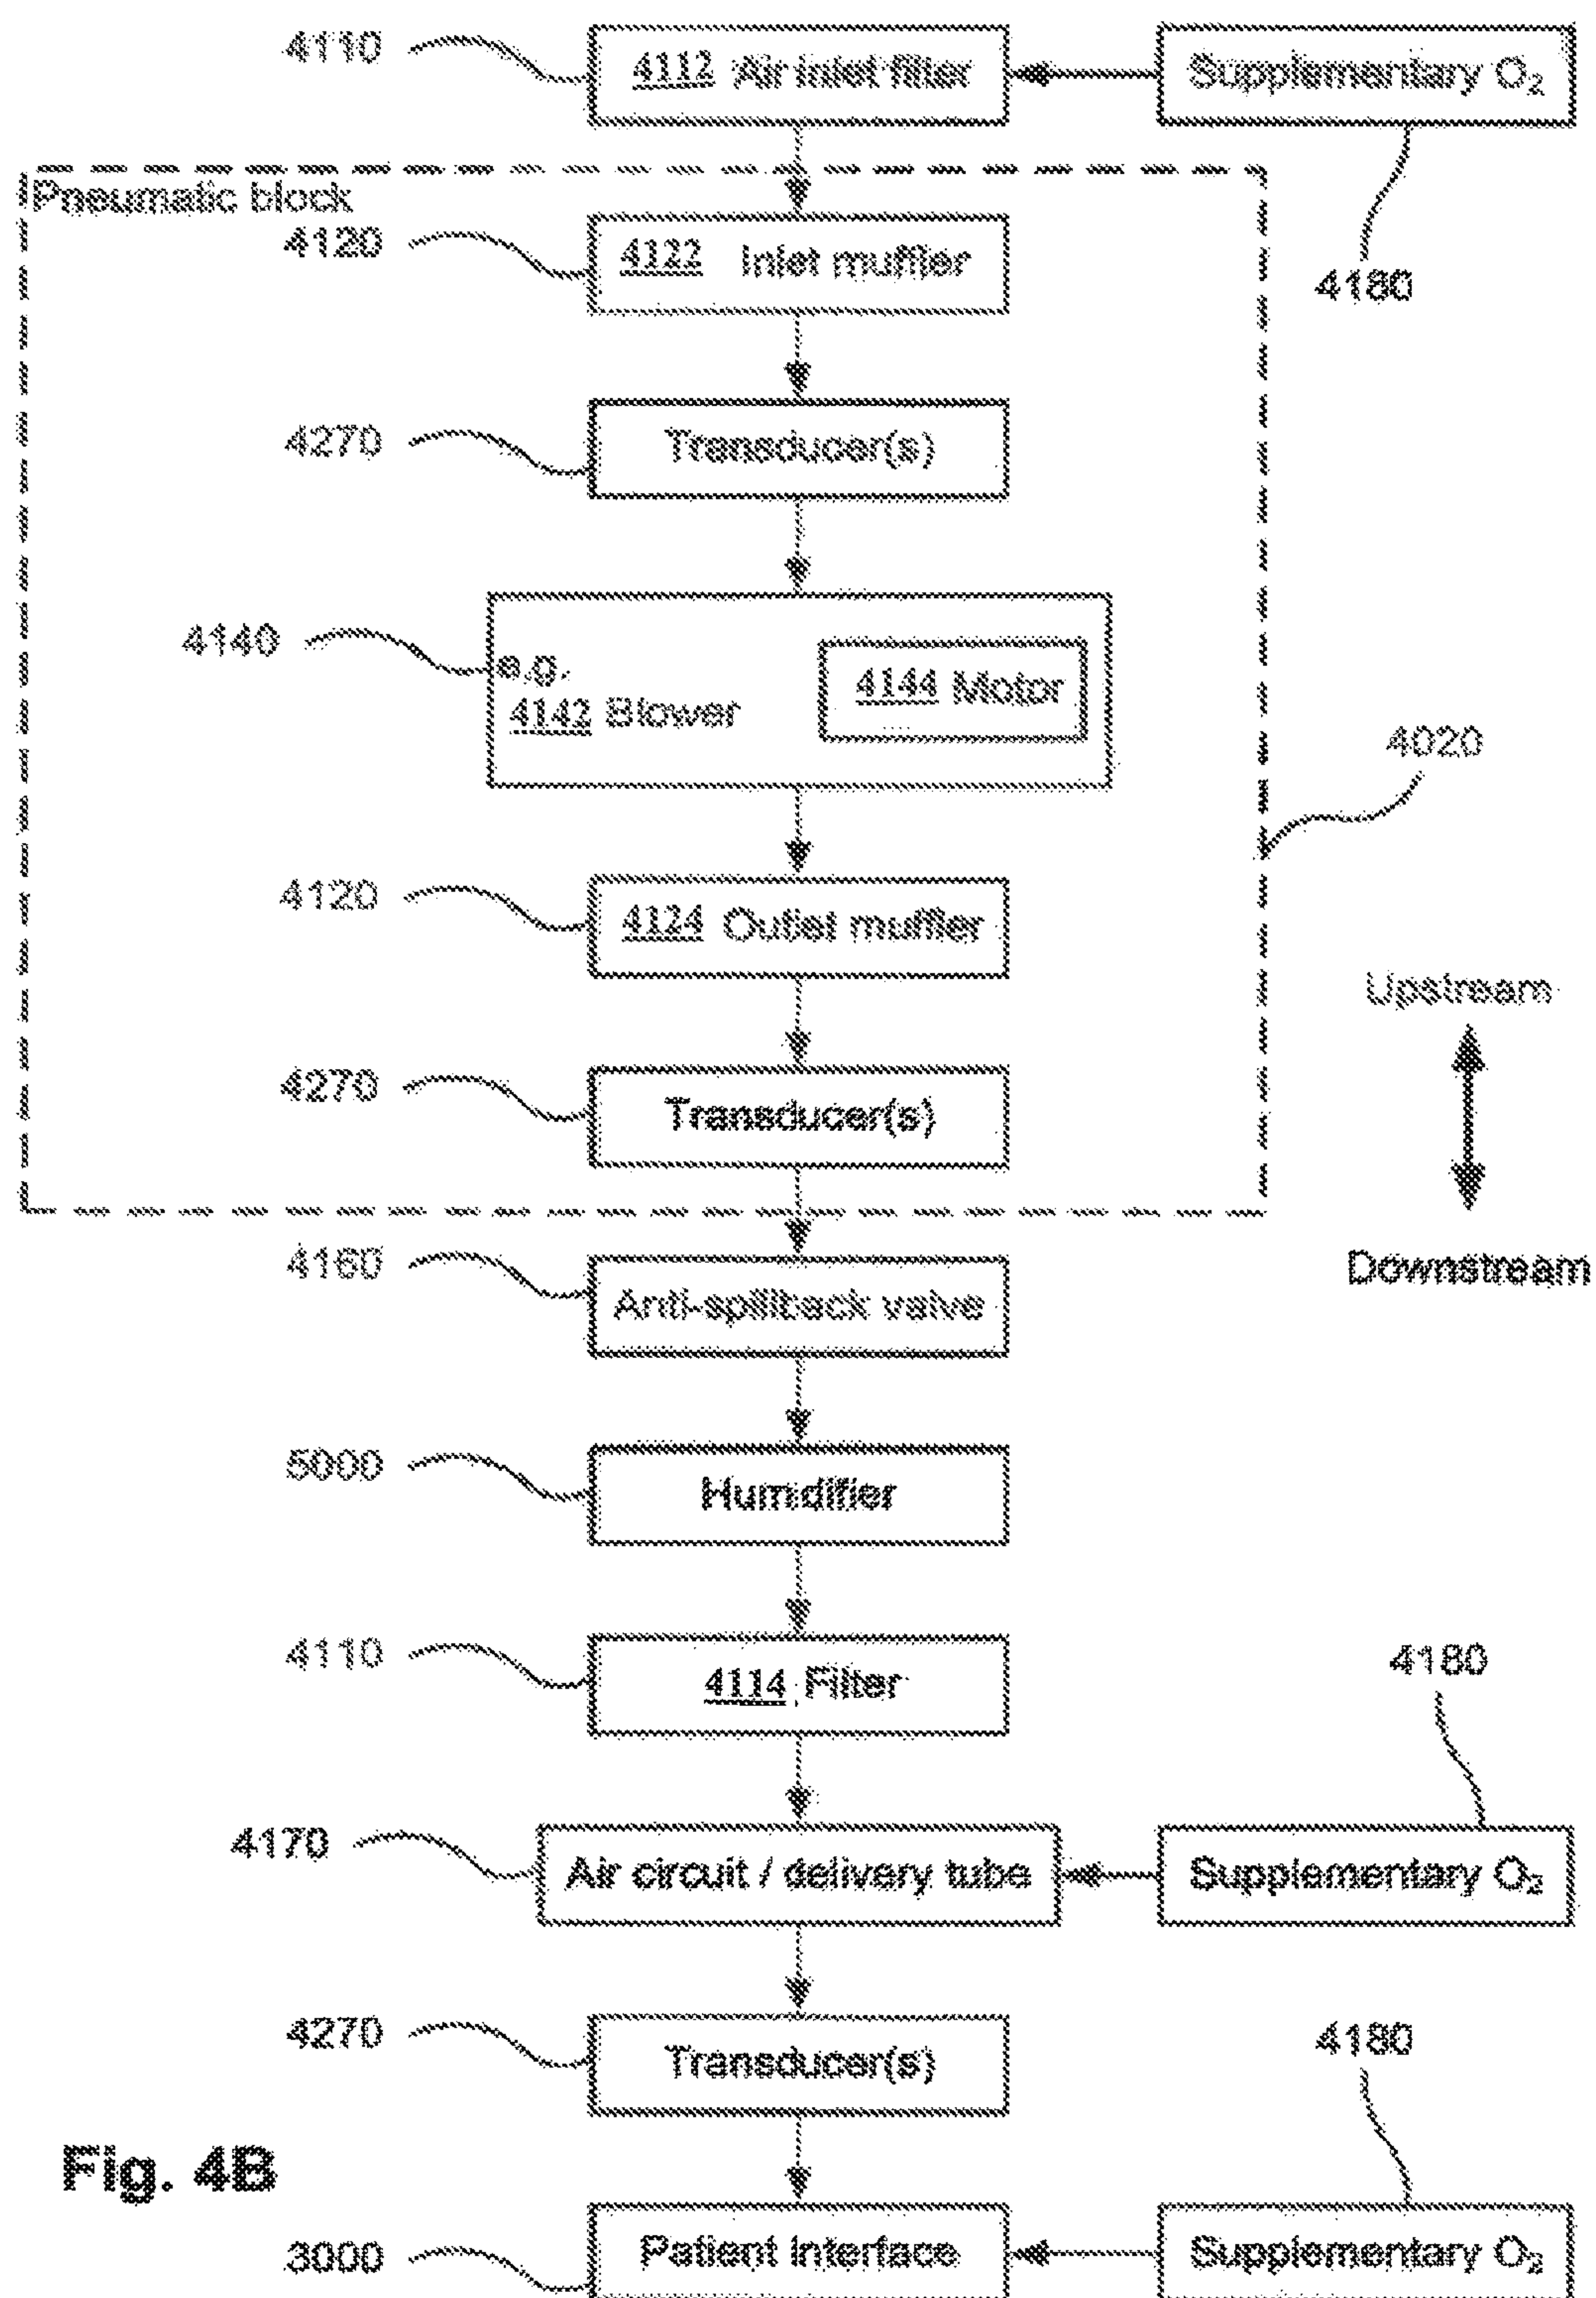 4110
4112 Air inlet filter
Supplementary O₂
Pneumatic block
4120
4122 Inlet muffler
4180
4270
Transducer(s)
4140
e.g.
4142 Blower
4144 Motor
4020
4120
4124 Outlet muffler
Upstream
4270
Transducer(s)
4160
Anti-spillback valve
Downstream
5000
Humidifier
4110
4114 Filter
4180
4170
Air circuit / delivery tube
Supplementary O₂
4270
Transducer(s)
4180
Fig. 4B
3000
Patient Interface
Supplementary O₂